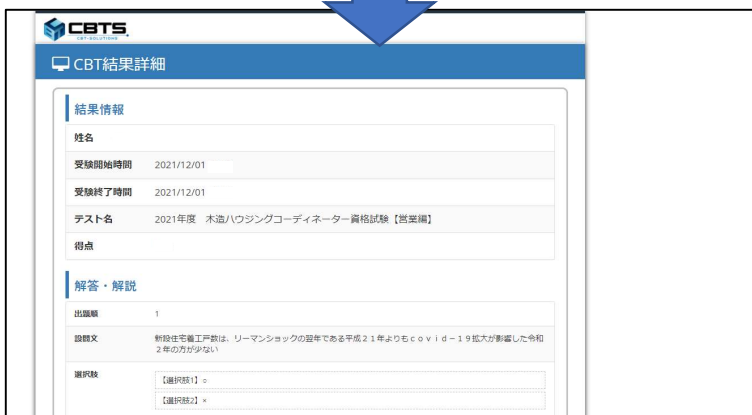 CBTS
CBT-SOLUTIONS
CBT結果詳細
結果情報
姓名
受験開始時間 2021/12/01
受験終了時間 2021/12/01
テスト名 2021年度 木造ハウジングコーディネーター資格試験【営業編】
得点
解答・解説
出題順 1
設問文 新設住宅着工戸数は、リーマンショックの翌年である平成21年よりもcovid-19拡大が影響した令和
2年の方が少ない
選択肢 【選択肢1】○
【選択肢2】×